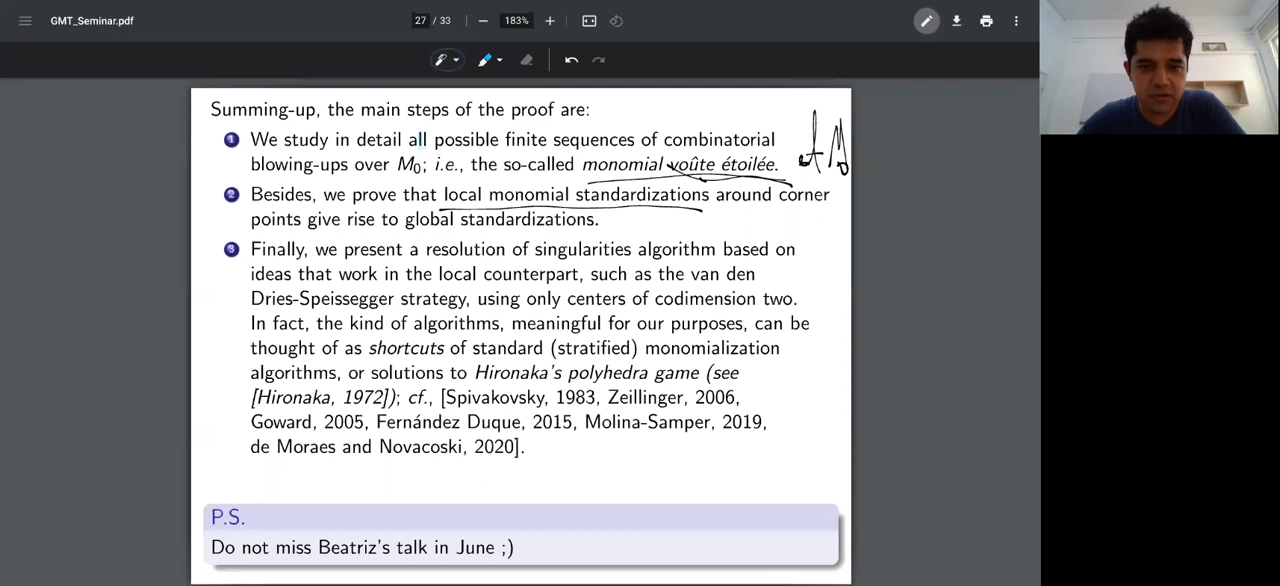 GMT_Seminar.pdf
27 / 33
183%
Summing-up, the main steps of the proof are:
1 We study in detail all possible finite sequences of combinatorial
blowing-ups over M0; i.e., the so-called monomial voûte étoilée.
2 Besides, we prove that local monomial standardizations around corner
points give rise to global standardizations.
3 Finally, we present a resolution of singularities algorithm based on
ideas that work in the local counterpart, such as the van den
Dries-Speissegger strategy, using only centers of codimension two.
In fact, the kind of algorithms, meaningful for our purposes, can be
thought of as shortcuts of standard (stratified) monomialization
algorithms, or solutions to Hironaka's polyhedra game (see
[Hironaka, 1972]); cf., [Spivakovsky, 1983, Zeillinger, 2006,
Goward, 2005, Fernández Duque, 2015, Molina-Samper, 2019,
de Moraes and Novacoski, 2020].
P.S.
Do not miss Beatriz's talk in June ;)